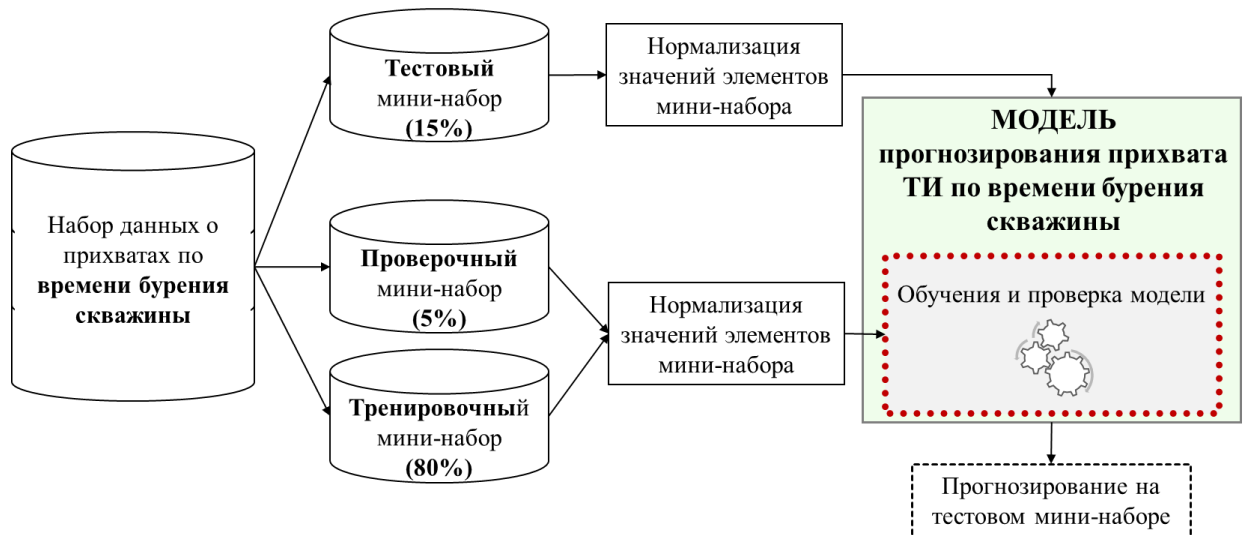 Набор данных о
прихватах по
времени бурения
скважины
Тестовый
мини-набор
(15%)
Проверочный
мини-набор
(5%)
Тренировочный
мини-набор
(80%)
Нормализация
значений элементов
мини-набора
Нормализация
значений элементов
мини-набора
МОДЕЛЬ
прогнозирования прихвата
ТИ по времени бурения
скважины
Обучения и проверка модели
Прогнозирование на
тестовом мини-наборе